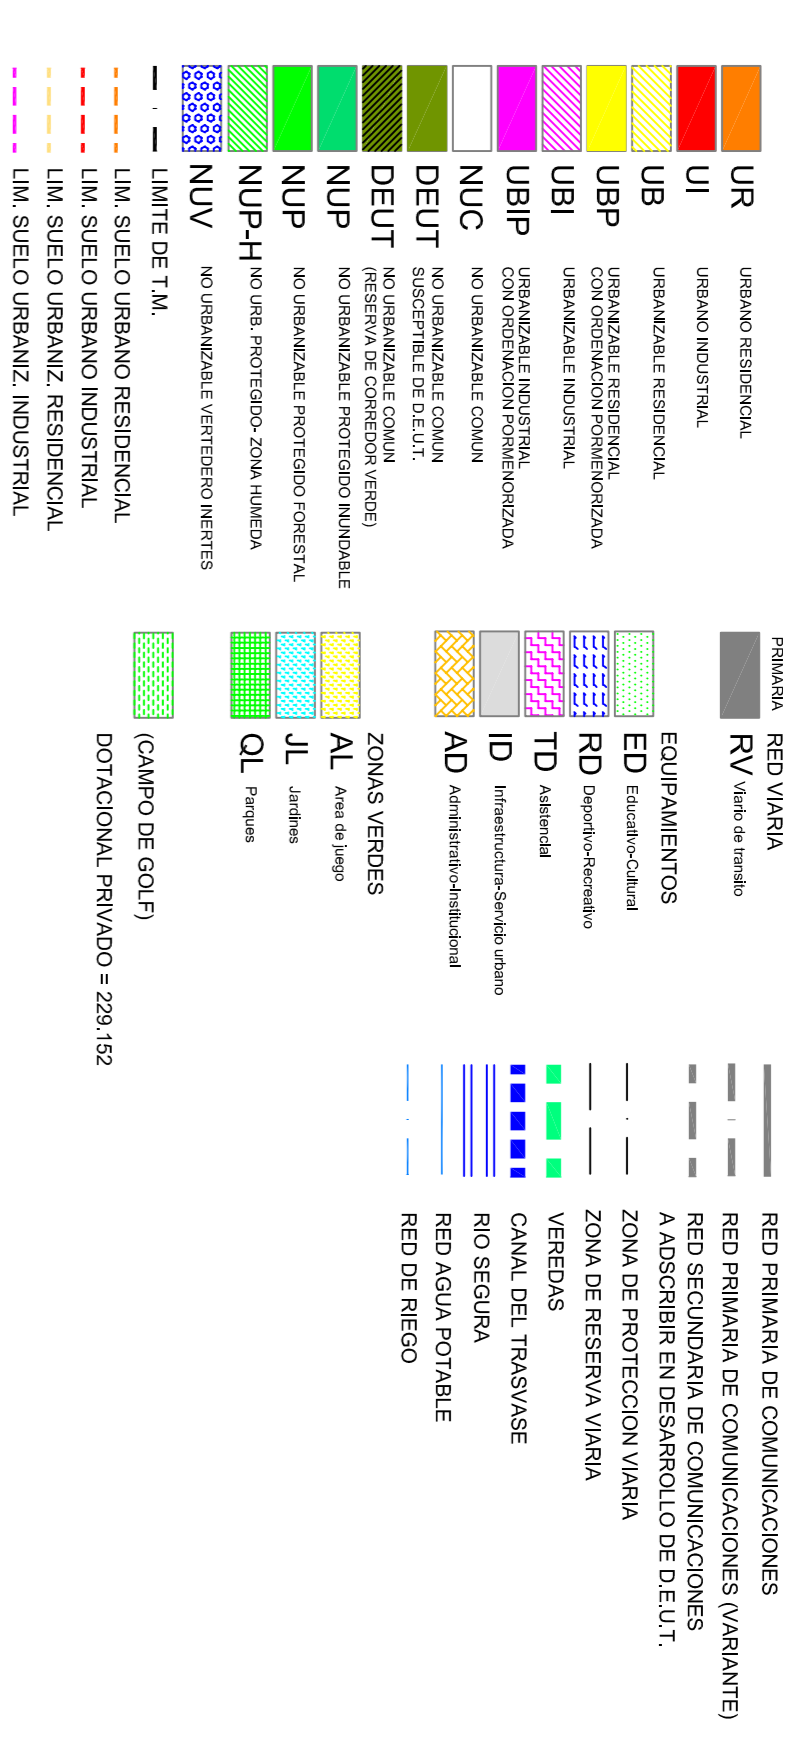 UR URBANO RESIDENCIAL
UI URBANO INDUSTRIAL
UB URBANIZABLE RESIDENCIAL
UBP URBANIZABLE RESIDENCIAL
CON ORDENACION PORMENORIZADA
UBI URBANIZABLE INDUSTRIAL
UBIP URBANIZABLE INDUSTRIAL
CON ORDENACION PORMENORIZADA
NUC NO URBANIZABLE COMUN
DEUT NO URBANIZABLE COMUN
SUSCEPTIBLE DE D.E.U.T.
DEUT NO URBANIZABLE COMUN
(RESERVA DE CORREDOR VERDE)
NUP NO URBANIZABLE PROTEGIDO INUNDABLE
NUP NO URBANIZABLE PROTEGIDO FORESTAL
NUP-H NO URB. PROTEGIDO- ZONA HUMEDA
NUV NO URBANIZABLE VERTEDERO INERTES
LIMITE DE T.M.
LIM. SUELO URBANO RESIDENCIAL
LIM. SUELO URBANO INDUSTRIAL
LIM. SUELO URBANIZ. RESIDENCIAL
LIM. SUELO URBANIZ. INDUSTRIAL
PRIMARIA RED VIARIA
RV Viario de transito
EQUIPAMIENTOS
ED Educativo-Cultural
RD Deportivo-Recreativo
TD Asistencial
ID Infraestructura-Servicio urbano
AD Administrativo-Institucional
ZONAS VERDES
AL Area de juego
JL Jardines
QL Parques
(CAMPO DE GOLF)
DOTACIONAL PRIVADO = 229.152
RED PRIMARIA DE COMUNICACIONES
RED PRIMARIA DE COMUNICACIONES (VARIANTE)
RED SECUNDARIA DE COMUNICACIONES
A ADSCRIBIR EN DESARROLLO DE D.E.U.T.
ZONA DE PROTECCION VIARIA
ZONA DE RESERVA VIARIA
VEREDAS
CANAL DEL TRASVASE
RIO SEGURA
RED AGUA POTABLE
RED DE RIEGO